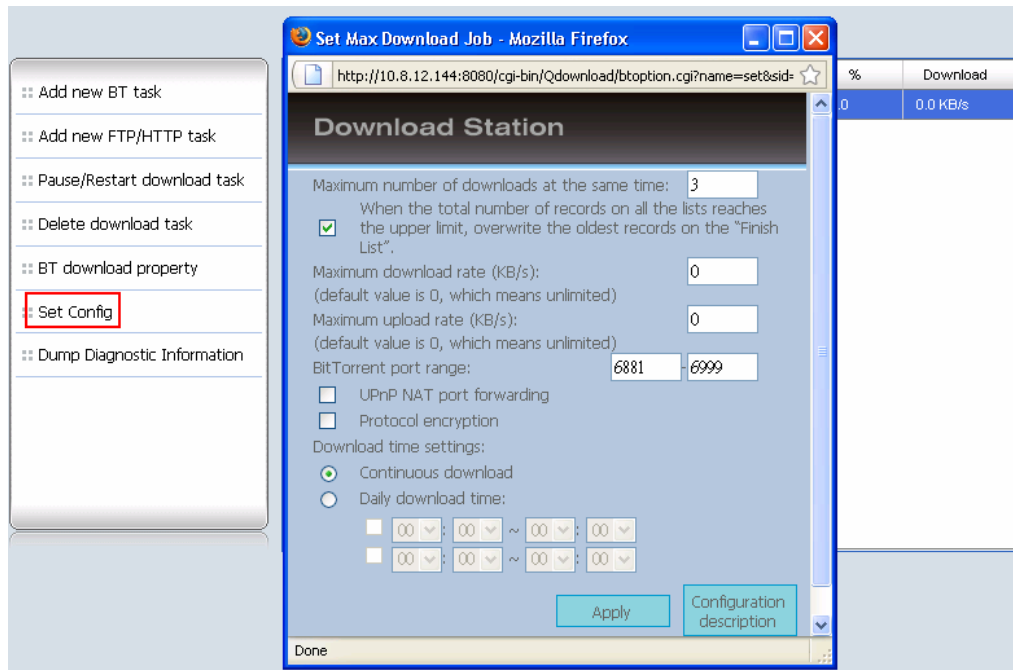 Set Max Download Job - Mozilla Firefox
http://10.8.12.144:8080/cgi-bin/Qdownload/btoption.cgi?name=set&sid=
% Download
.0 0.0 KB/s
Add new BT task
Add new FTP/HTTP task
Pause/Restart download task
Delete download task
BT download property
Set Config
Dump Diagnostic Information
Download Station
Maximum number of downloads at the same time: 3
When the total number of records on all the lists reaches
the upper limit, overwrite the oldest records on the “Finish
List”.
Maximum download rate (KB/s): 0
(default value is 0, which means unlimited)
Maximum upload rate (KB/s): 0
(default value is 0, which means unlimited)
BitTorrent port range: 6881 - 6999
UPnP NAT port forwarding
Protocol encryption
Download time settings:
Continuous download
Daily download time:
00 : 00 ~ 00 : 00
00 : 00 ~ 00 : 00
Apply
Configuration
description
Done